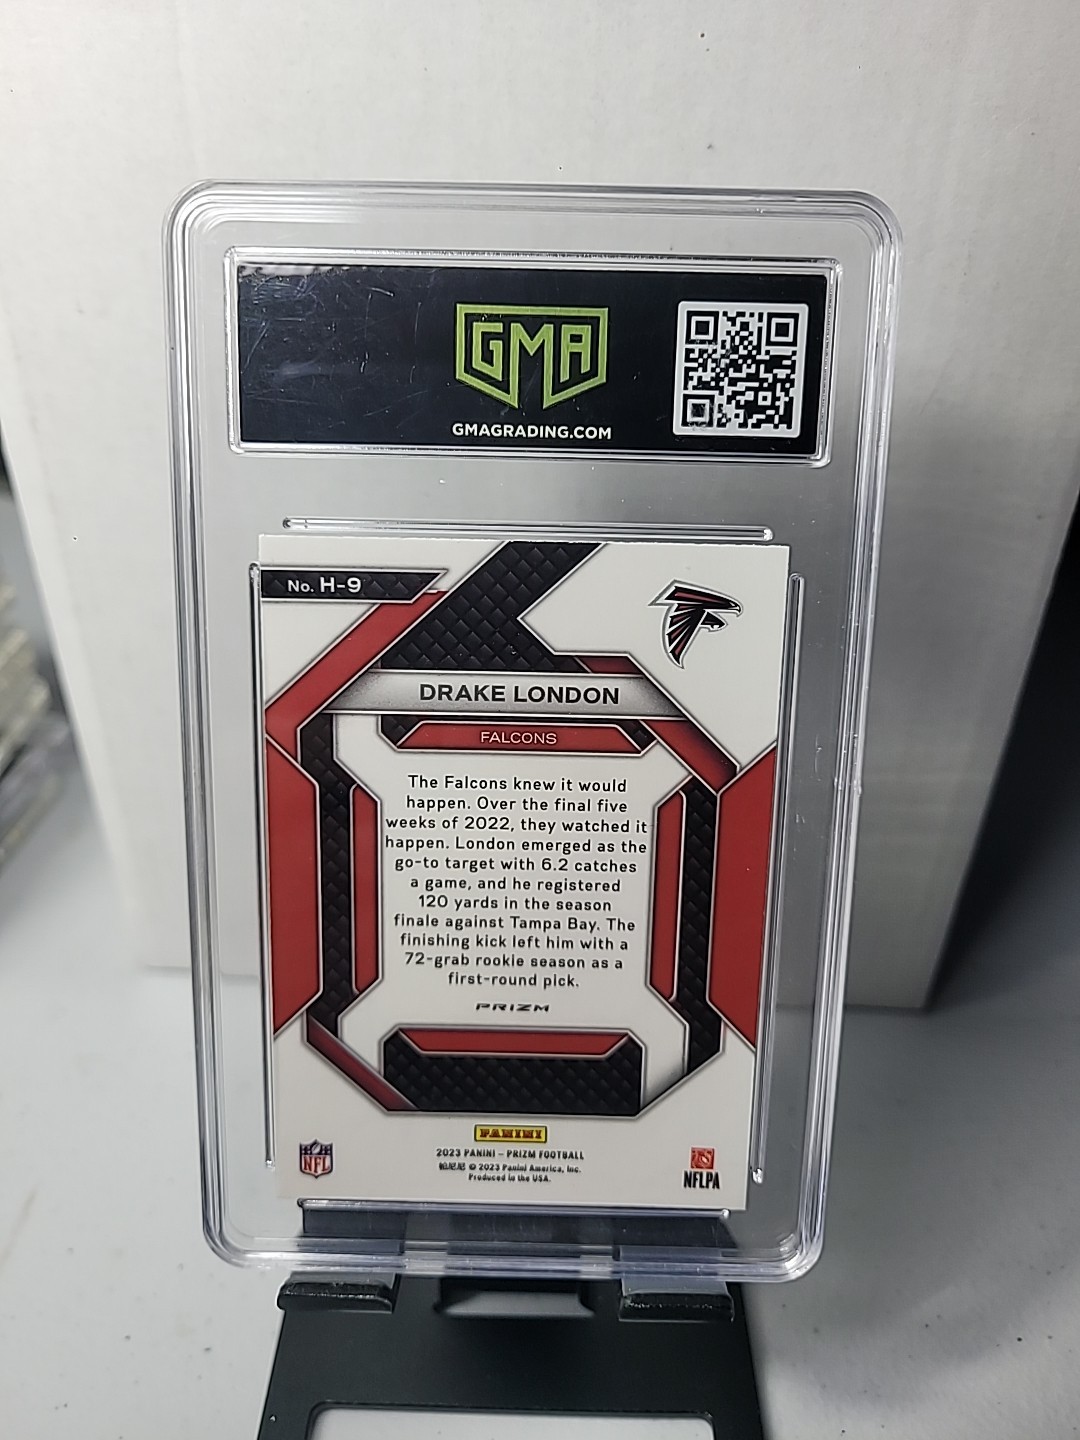 GMA
GMAGRADING.COM
No. H-9
DRAKE LONDON
FALCONS
The Falcons knew it would
happen. Over the final five
weeks of 2022, they watched it
happen. London emerged as the
go-to target with 6.2 catches
a game, and he registered
120 yards in the season
finale against Tampa Bay. The
finishing kick left him with a
72-grab rookie season as a
first-round pick.
PRIZM
PANINI
2023 PANINI – PRIZM FOOTBALL
帕尼尼 © 2023 Panini America, Inc.
Produced in the USA.
NFL
NFLPA